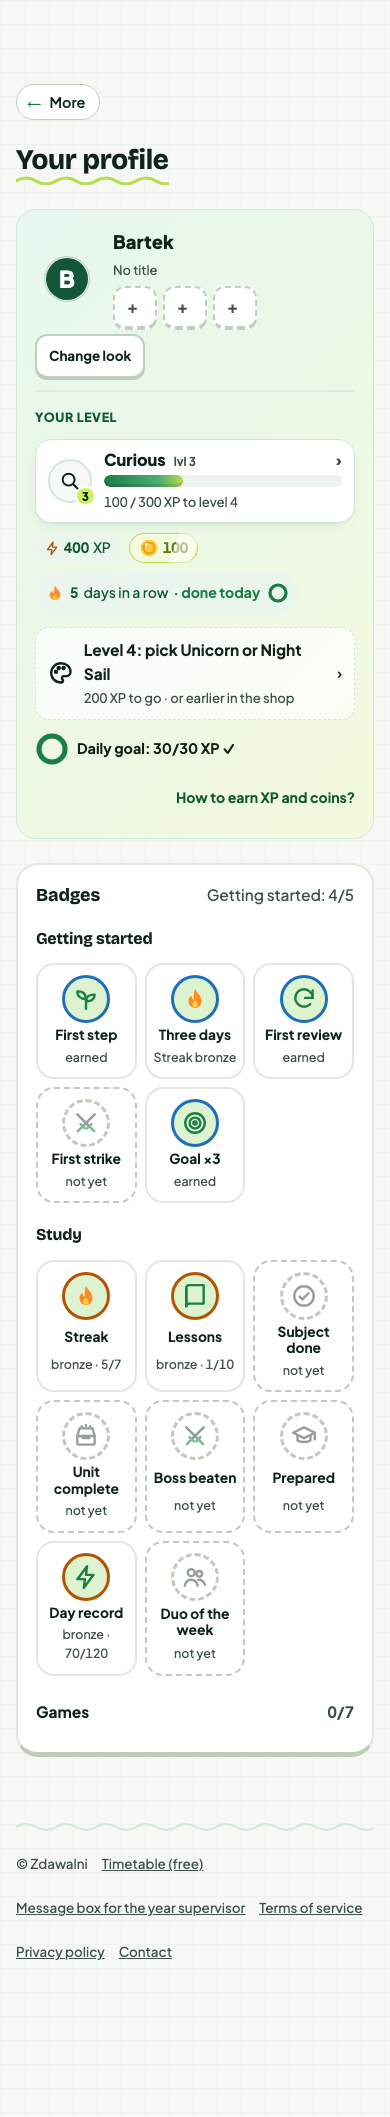 ← More
Your profile
B
Bartek
No title
+ + +
Change look
YOUR LEVEL
Curious lvl 3 ›
3
100 / 300 XP to level 4
400 XP 100
5 days in a row · done today
Level 4: pick Unicorn or Night
Sail
›
200 XP to go · or earlier in the shop
Daily goal: 30/30 XP ✓
How to earn XP and coins?
Badges Getting started: 4/5
Getting started
First step Three days First review
earned Streak bronze earned
First strike Goal ×3
not yet earned
Study
Streak Lessons Subject
done
bronze · 5/7 bronze · 1/10 not yet
Unit
complete Boss beaten Prepared
not yet not yet not yet
Day record Duo of the
week
bronze ·
70/120 not yet
Games 0/7
© Zdawalni Timetable (free)
Message box for the year supervisor Terms of service
Privacy policy Contact